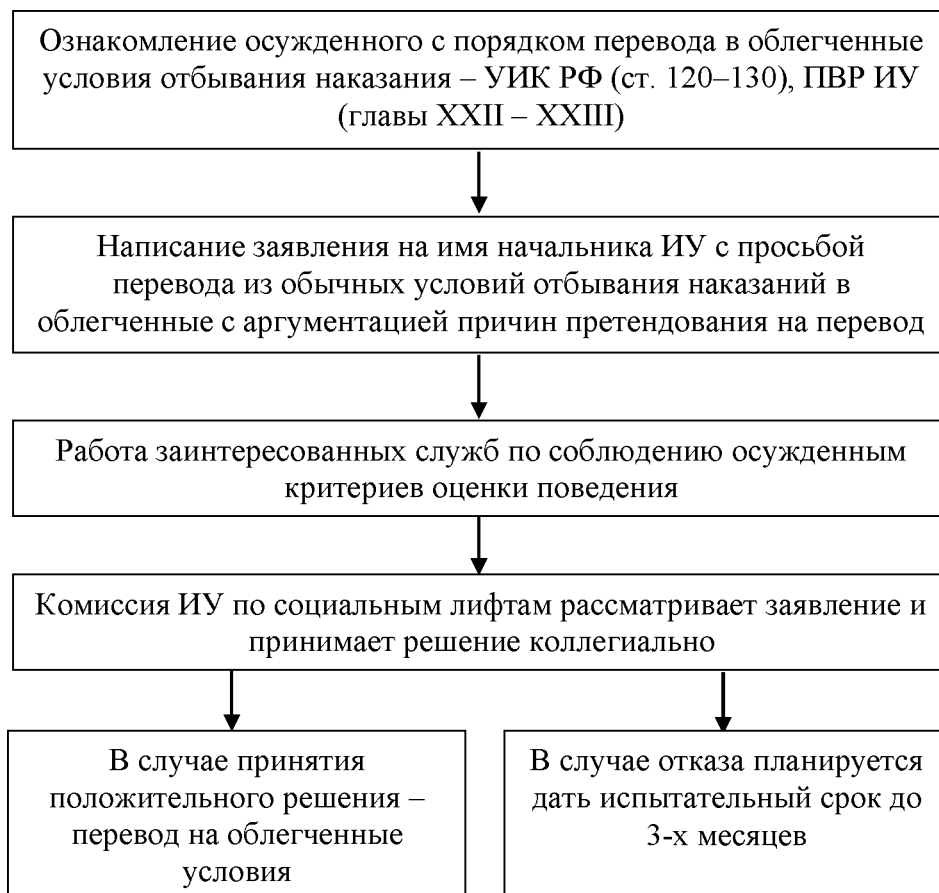 Ознакомление осужденного с порядком перевода в облегченные
условия отбывания наказания – УИК РФ (ст. 120–130), ПВР ИУ
(главы XXII – XXIII)
Написание заявления на имя начальника ИУ с просьбой
перевода из обычных условий отбывания наказаний в
облегченные с аргументацией причин претендования на перевод
Работа заинтересованных служб по соблюдению осужденным
критериев оценки поведения
Комиссия ИУ по социальным лифтам рассматривает заявление и
принимает решение коллегиально
В случае принятия
положительного решения –
перевод на облегченные
условия
В случае отказа планируется
дать испытательный срок до
3-х месяцев